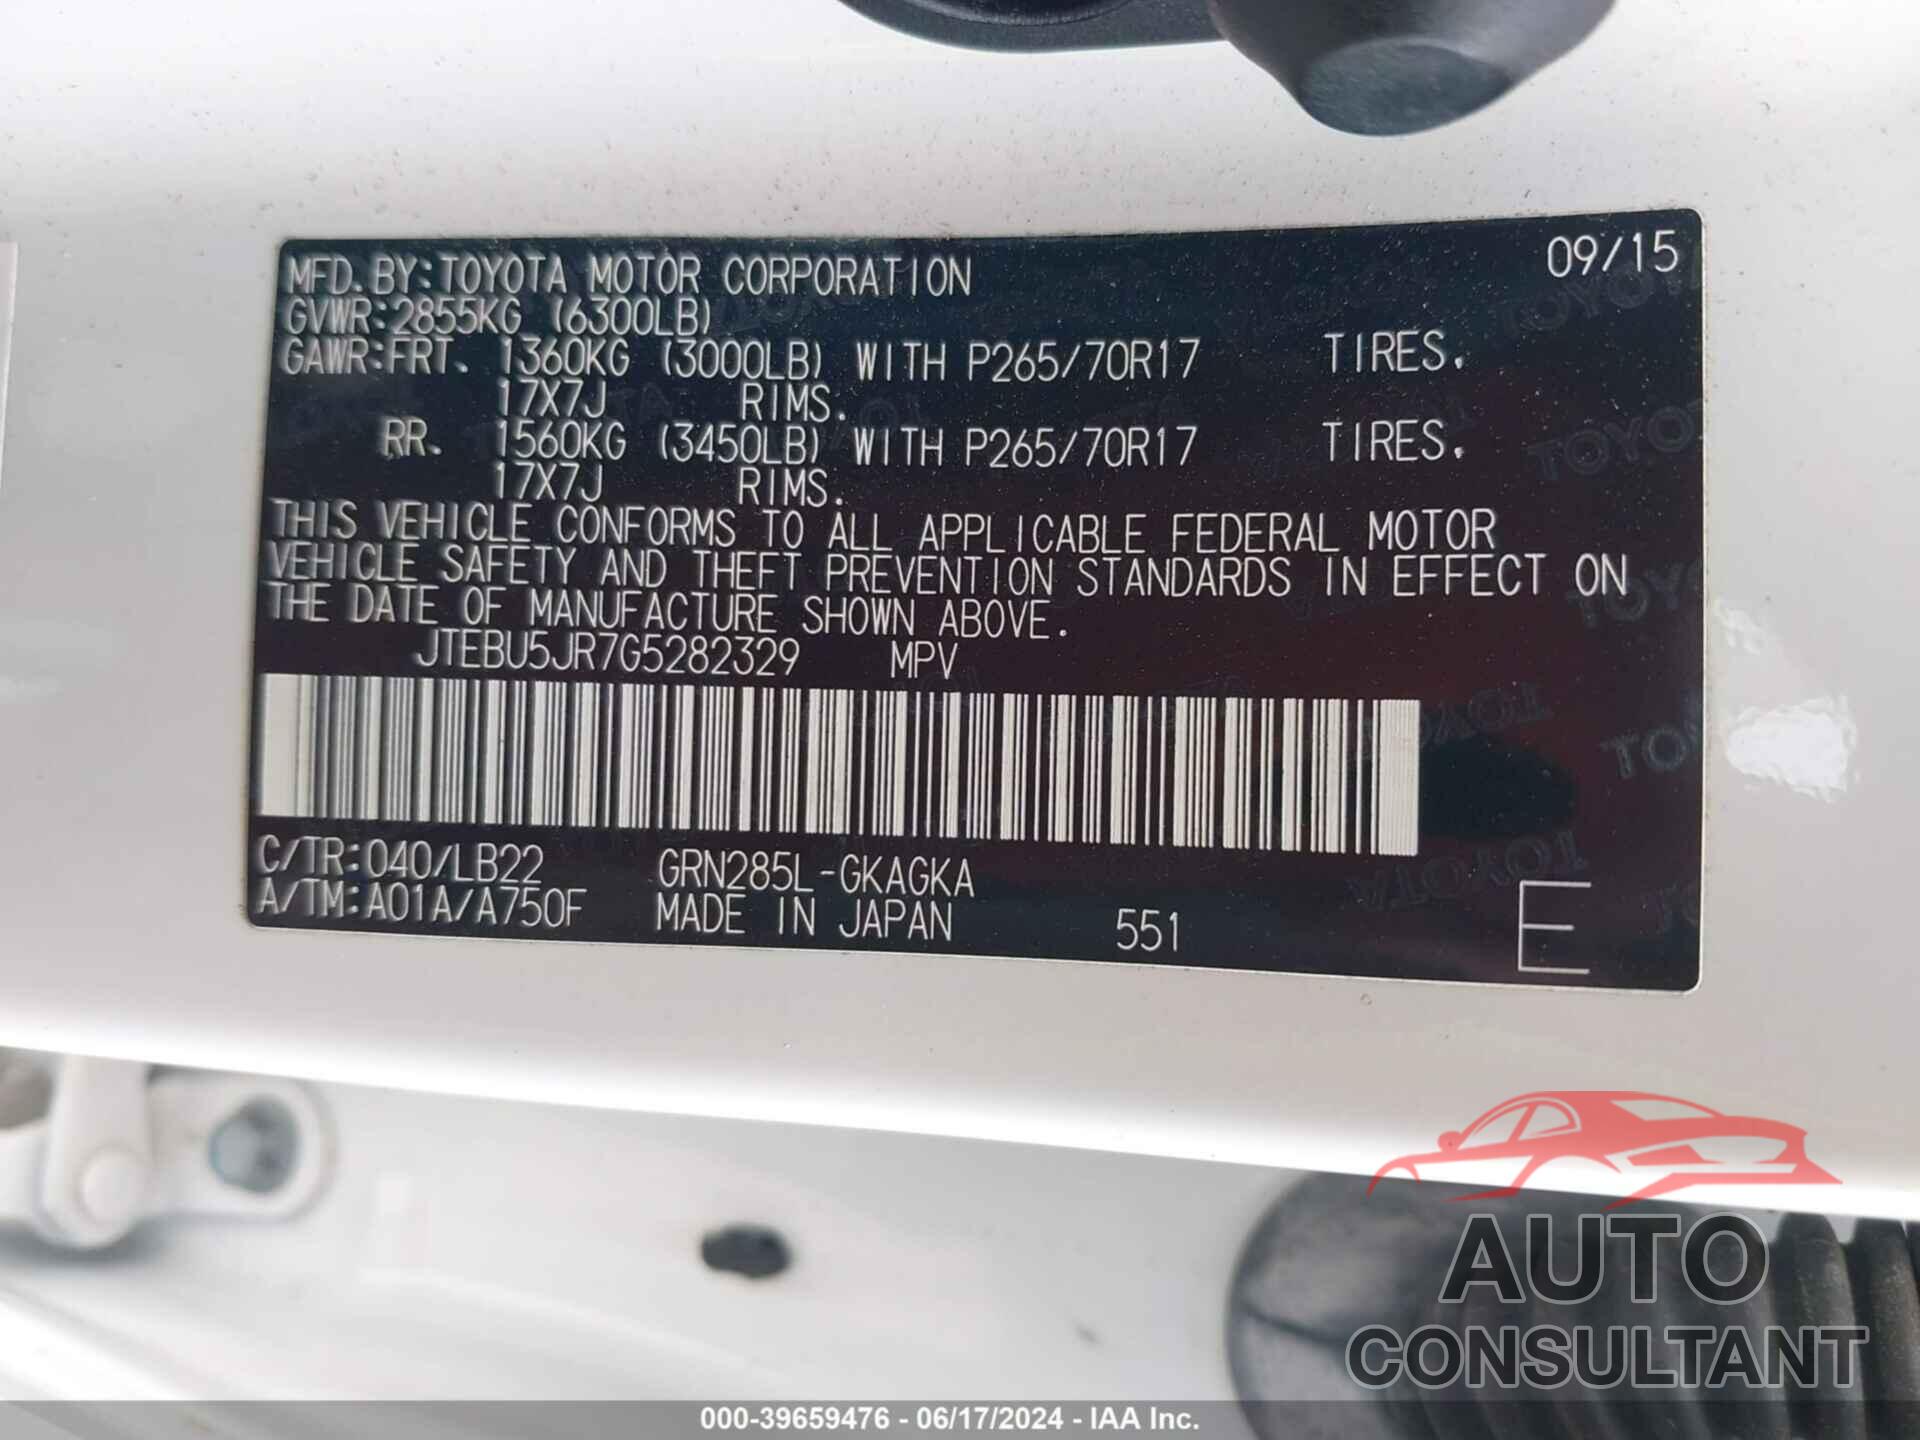 MFD. BY:TOYOTA MOTOR CORPORATION 09/15
GVWR:2855KG (6300LB)
GAWR:FRT. 1360KG (3000LB) WITH P265/70R17 TIRES.
17X7J RIMS.
RR. 1560KG (3450LB) WITH P265/70R17 TIRES.
17X7J RIMS.
THIS VEHICLE CONFORMS TO ALL APPLICABLE FEDERAL MOTOR
VEHICLE SAFETY AND THEFT PREVENTION STANDARDS IN EFFECT ON
THE DATE OF MANUFACTURE SHOWN ABOVE.
JTEBU5JR7G5282329 MPV
C/TR:040/LB22 GRN285L-GKAGKA
A/TM:A01A/A750F MADE IN JAPAN 551 E
AUTO
CONSULTANT
000-39659476 - 06/17/2024 - IAA Inc.